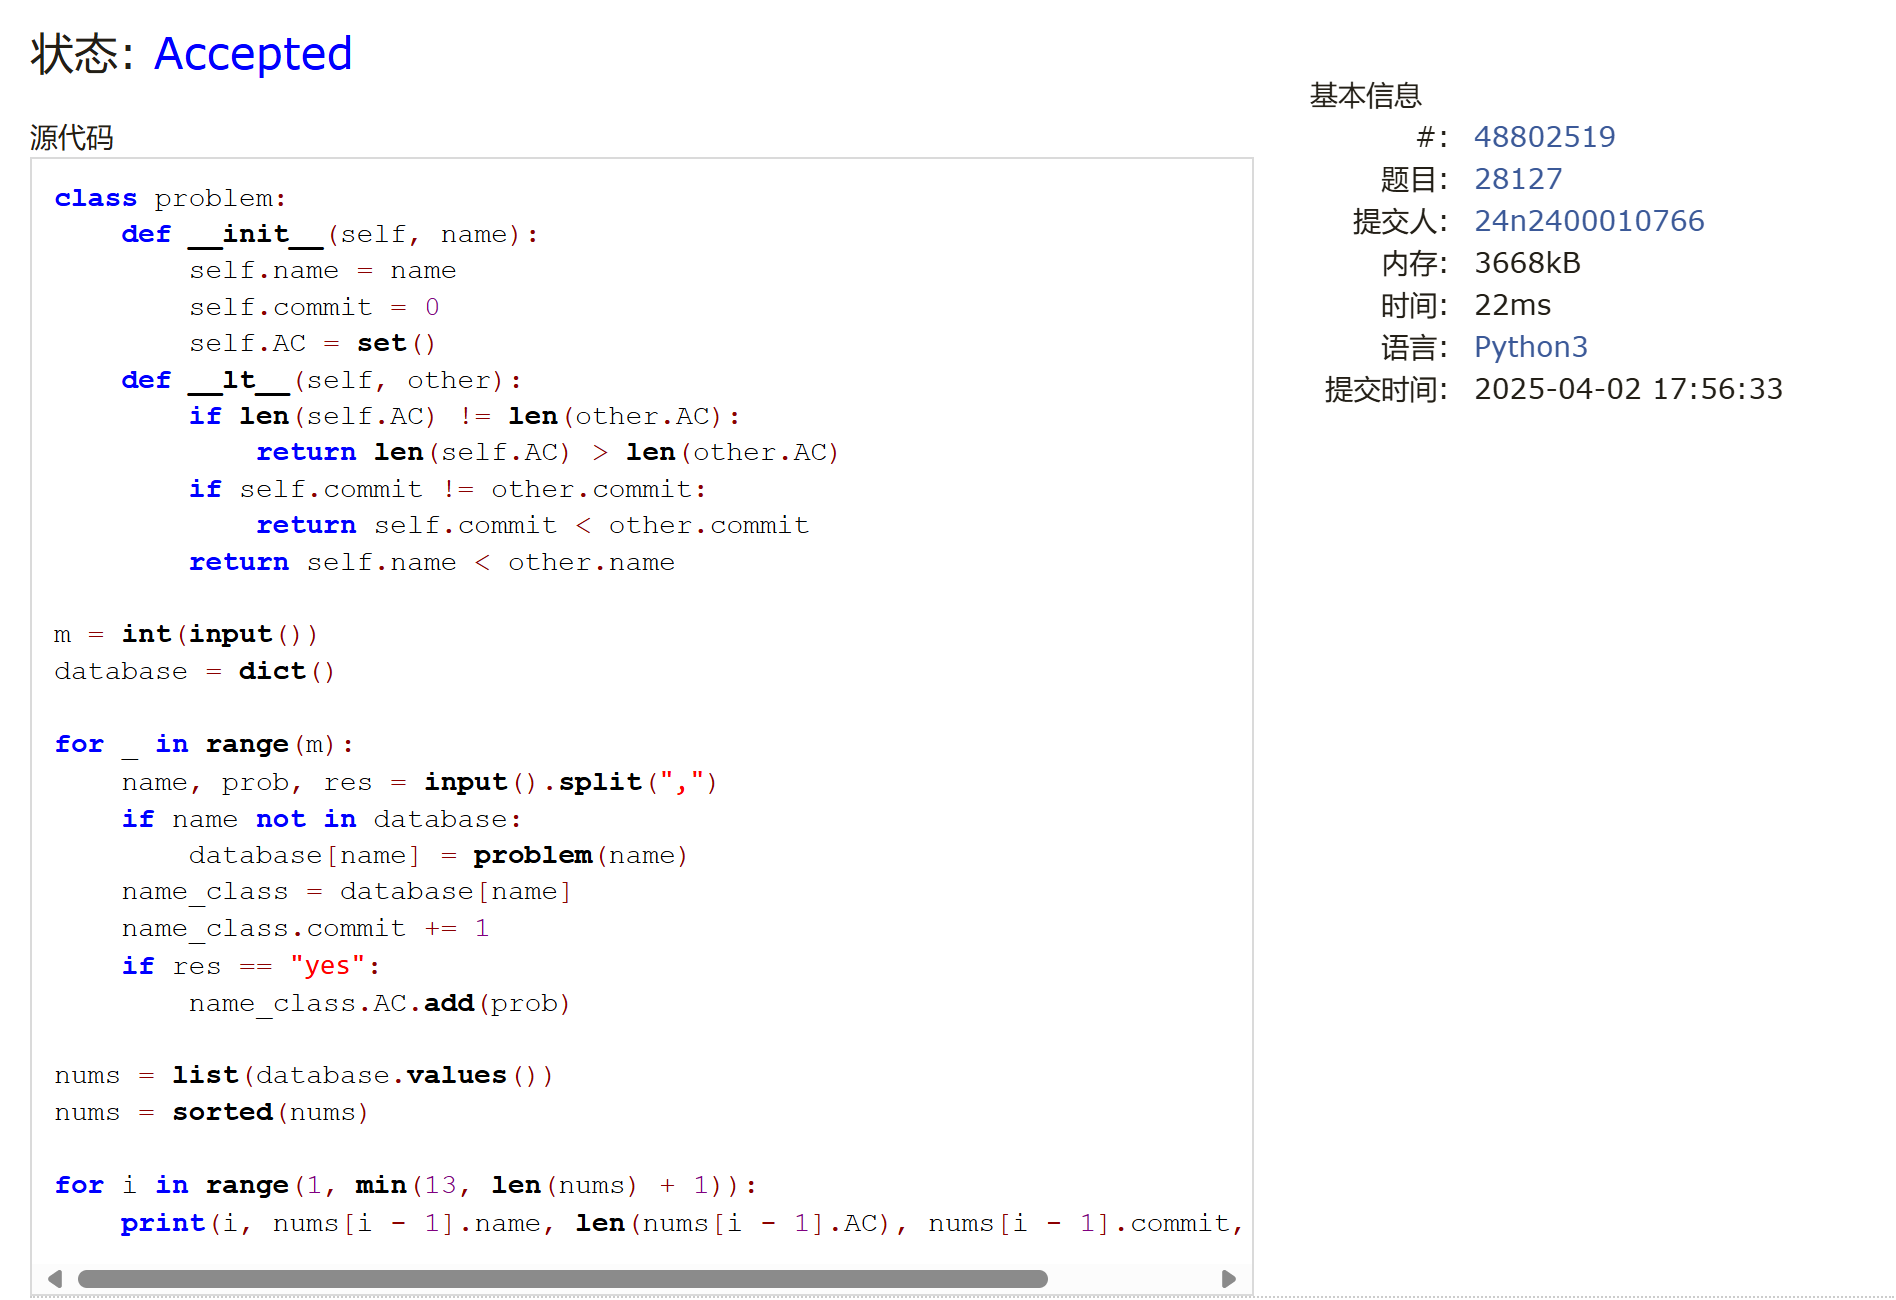 状态: Accepted
源代码
class problem:
    def __init__(self, name):
        self.name = name
        self.commit = 0
        self.AC = set()
    def __lt__(self, other):
        if len(self.AC) != len(other.AC):
            return len(self.AC) > len(other.AC)
        if self.commit != other.commit:
            return self.commit < other.commit
        return self.name < other.name

m = int(input())
database = dict()

for _ in range(m):
    name, prob, res = input().split(",")
    if name not in database:
        database[name] = problem(name)
    name_class = database[name]
    name_class.commit += 1
    if res == "yes":
        name_class.AC.add(prob)

nums = list(database.values())
nums = sorted(nums)

for i in range(1, min(13, len(nums) + 1)):
    print(i, nums[i - 1].name, len(nums[i - 1].AC), nums[i - 1].commit,
基本信息
#: 48802519
题目: 28127
提交人: 24n2400010766
内存: 3668kB
时间: 22ms
语言: Python3
提交时间: 2025-04-02 17:56:33